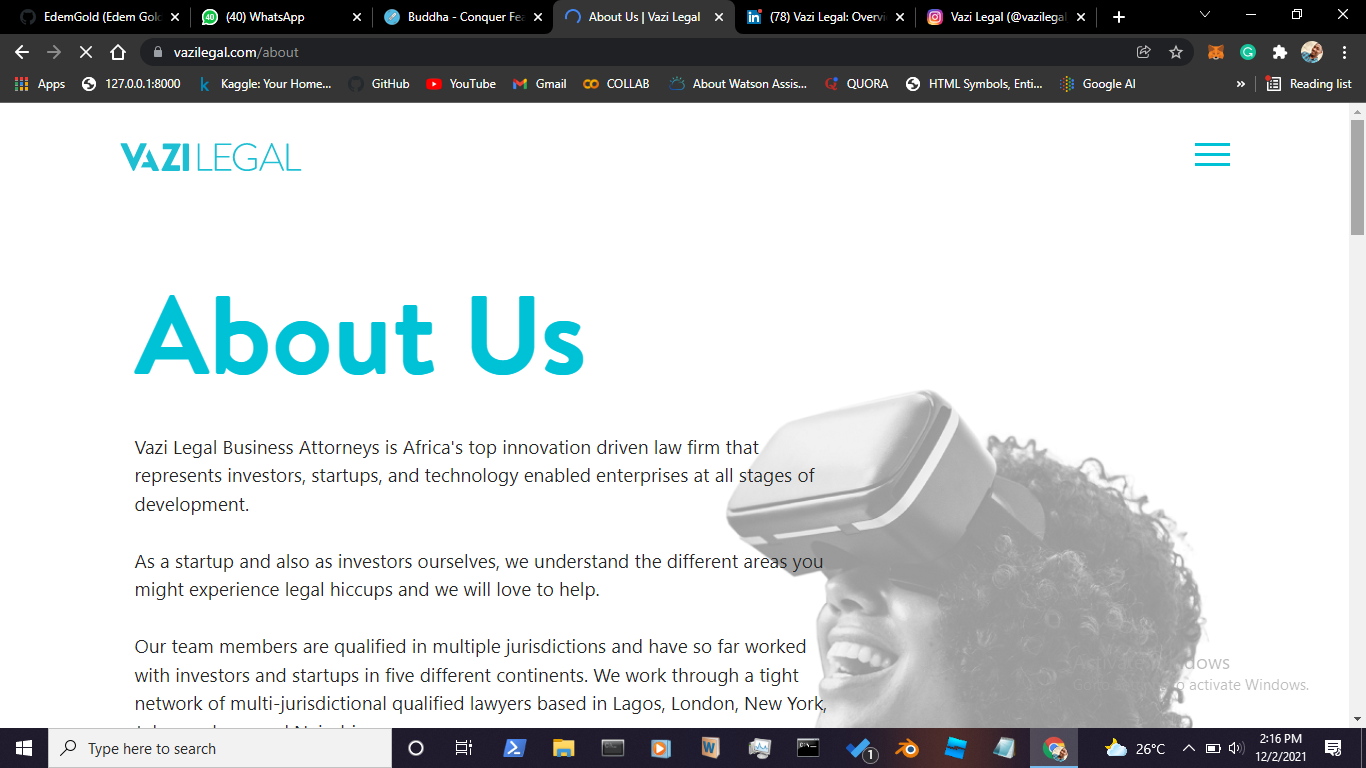 EdemGold (Edem Gol
(40) WhatsApp
Buddha - Conquer Fe
About Us | Vazi Legal
(78) Vazi Legal: Overvi
Vazi Legal (@vazilegal
vazilegal.com/about
Apps
127.0.0.1:8000
Kaggle: Your Home...
GitHub
YouTube
Gmail
COLLAB
About Watson Assis...
QUORA
HTML Symbols, Enti...
Google AI
»
Reading list
VAZI LEGAL
About Us
Vazi Legal Business Attorneys is Africa's top innovation driven law firm that
represents investors, startups, and technology enabled enterprises at all stages of
development.
As a startup and also as investors ourselves, we understand the different areas you
might experience legal hiccups and we will love to help.
Our team members are qualified in multiple jurisdictions and have so far worked
with investors and startups in five different continents. We work through a tight
network of multi-jurisdictional qualified lawyers based in Lagos, London, New York,
to activate Windows.
Type here to search
1
26°C
2:16 PM
12/2/2021